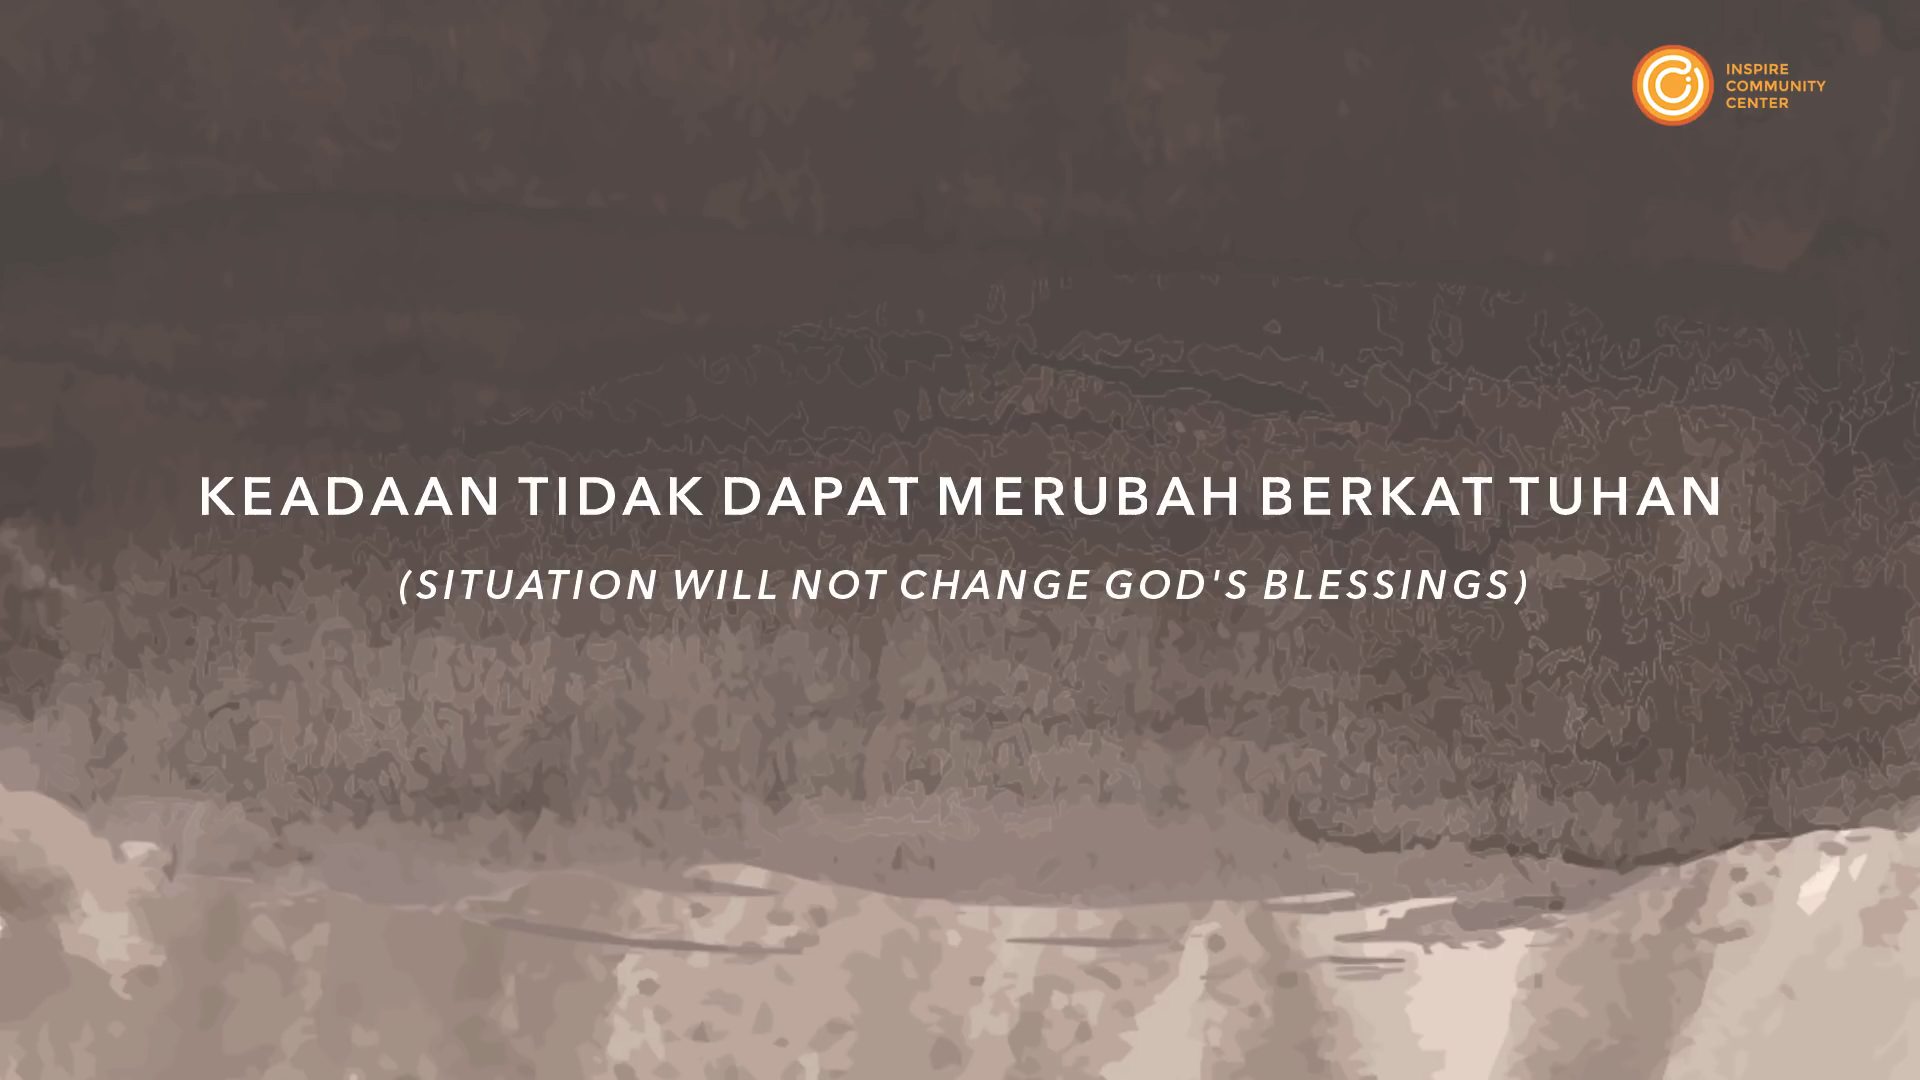 INSPIRE
COMMUNITY
CENTER
KEADAAN TIDAK DAPAT MERUBAH BERKAT TUHAN
(SITUATION WILL NOT CHANGE GOD'S BLESSINGS)